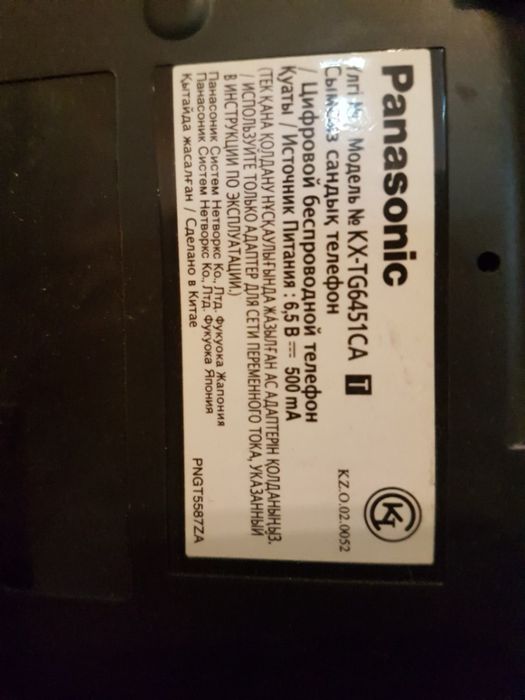 Panasonic
Үлгі № / Модель № KX-TG6451CA T
Сымсыз сандық телефон
/ Цифровой беспроводной телефон
Қуаты / Источник Питания : 6,5 В ⎓ 500 mA
(ТЕК ҚАНА ҚОЛДАНУ НҰСҚАУЛЫҒЫНДА ЖАЗЫЛҒАН АС АДАПТЕРІН ҚОЛДАНЫҢЫЗ.
/ ИСПОЛЬЗУЙТЕ ТОЛЬКО АДАПТЕР ДЛЯ СЕТИ ПЕРЕМЕННОГО ТОКА, УКАЗАННЫЙ
В ИНСТРУКЦИИ ПО ЭКСПЛУАТАЦИИ.)
Панасоник Систем Нетворкс Ко., Лтд. Фукуока Жапония
Панасоник Систем Нетворкс Ко., Лтд. Фукуока Япония
Қытайда жасалған / Сделано в Китае
KZ.O.02.0052
PNGT5587ZA